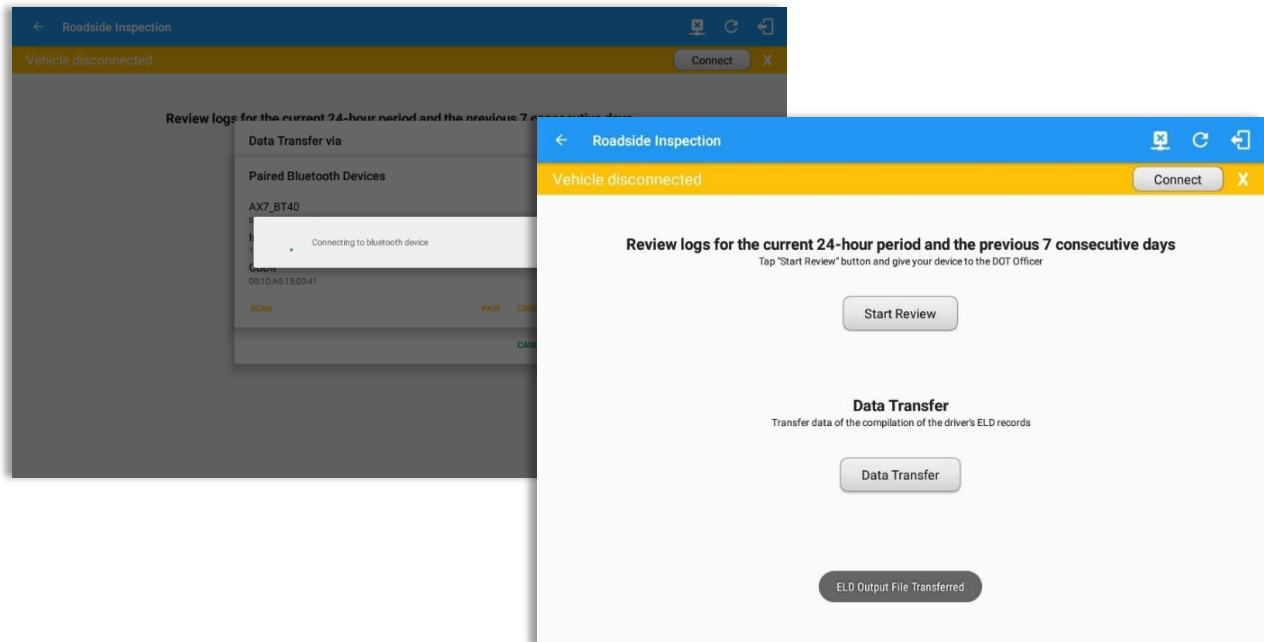 Roadside Inspection
Vehicle disconnected
Connect X
Review logs for the current 24-hour period and the previous 7 consecutive days
Data Transfer via
Paired Bluetooth Devices
AX7_BT40
Connecting to bluetooth device
OBDII
00:1D:A5:15:00:41
SCAN PAIR
Roadside Inspection
Vehicle disconnected
Connect X
Review logs for the current 24-hour period and the previous 7 consecutive days
Tap "Start Review" button and give your device to the DOT Officer
Start Review
Data Transfer
Transfer data of the compilation of the driver's ELD records
Data Transfer
ELD Output File Transferred